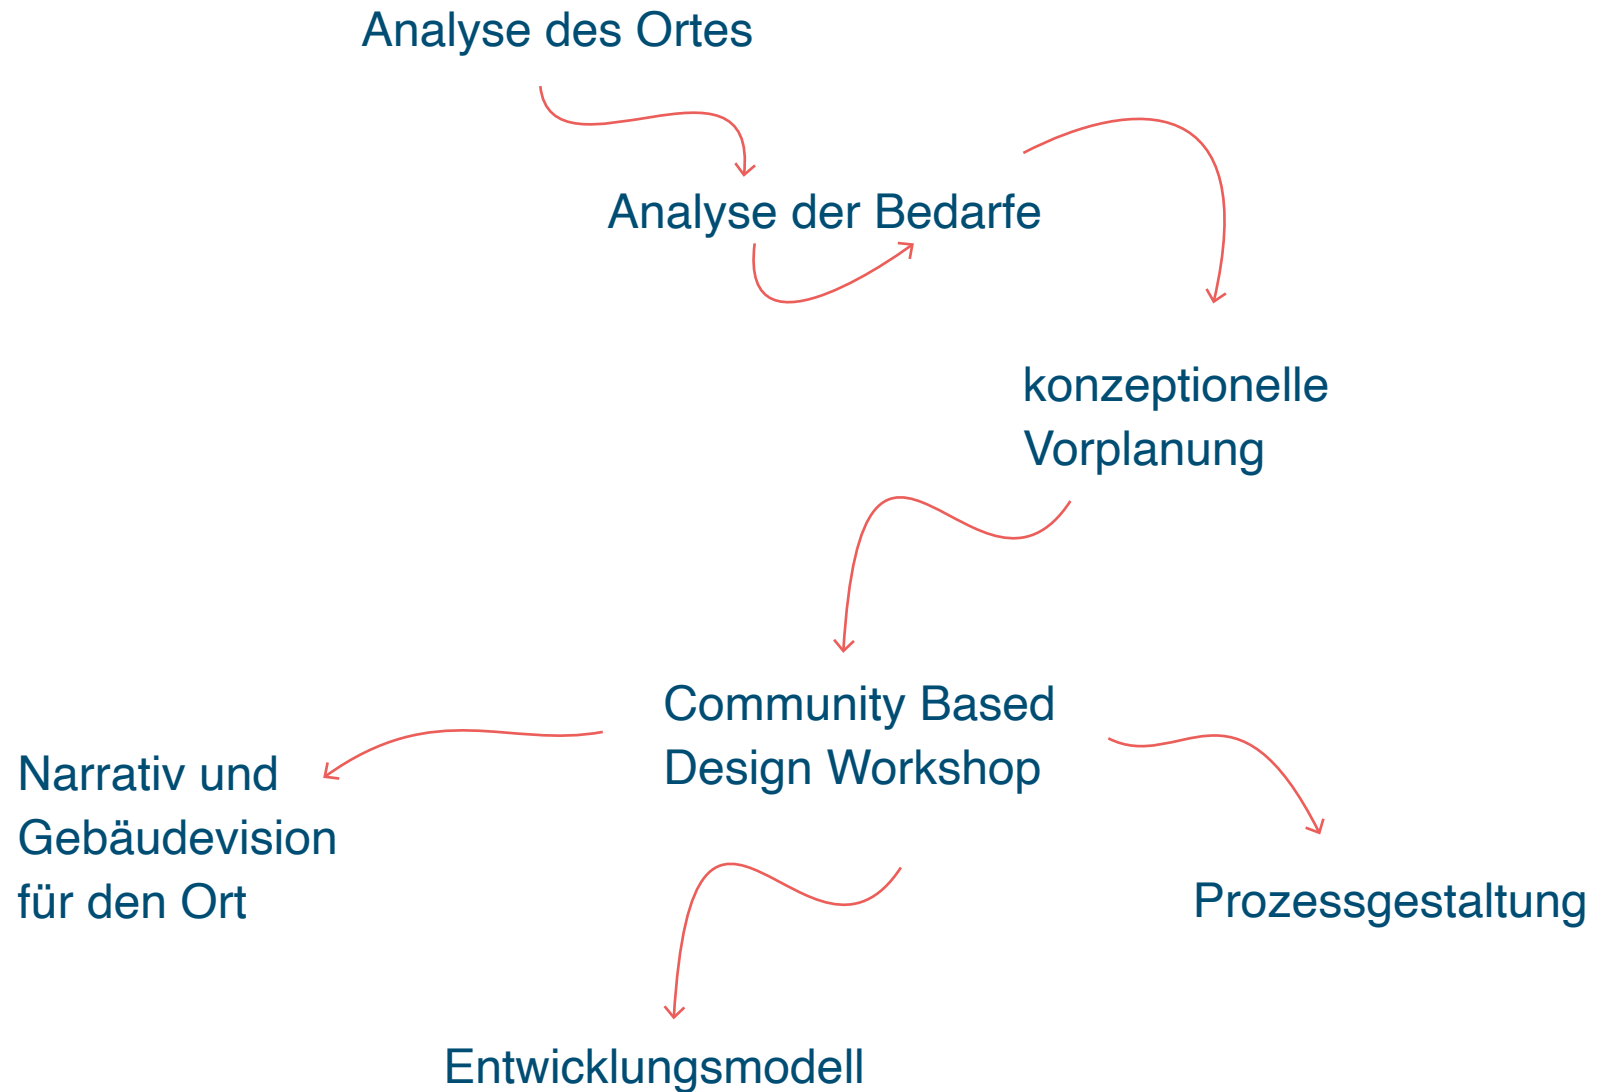 Analyse des Ortes
Analyse der Bedarfe
konzeptionelle
Vorplanung
Community Based
Design Workshop
Narrativ und
Gebäudevision
für den Ort
Prozessgestaltung
Entwicklungsmodell